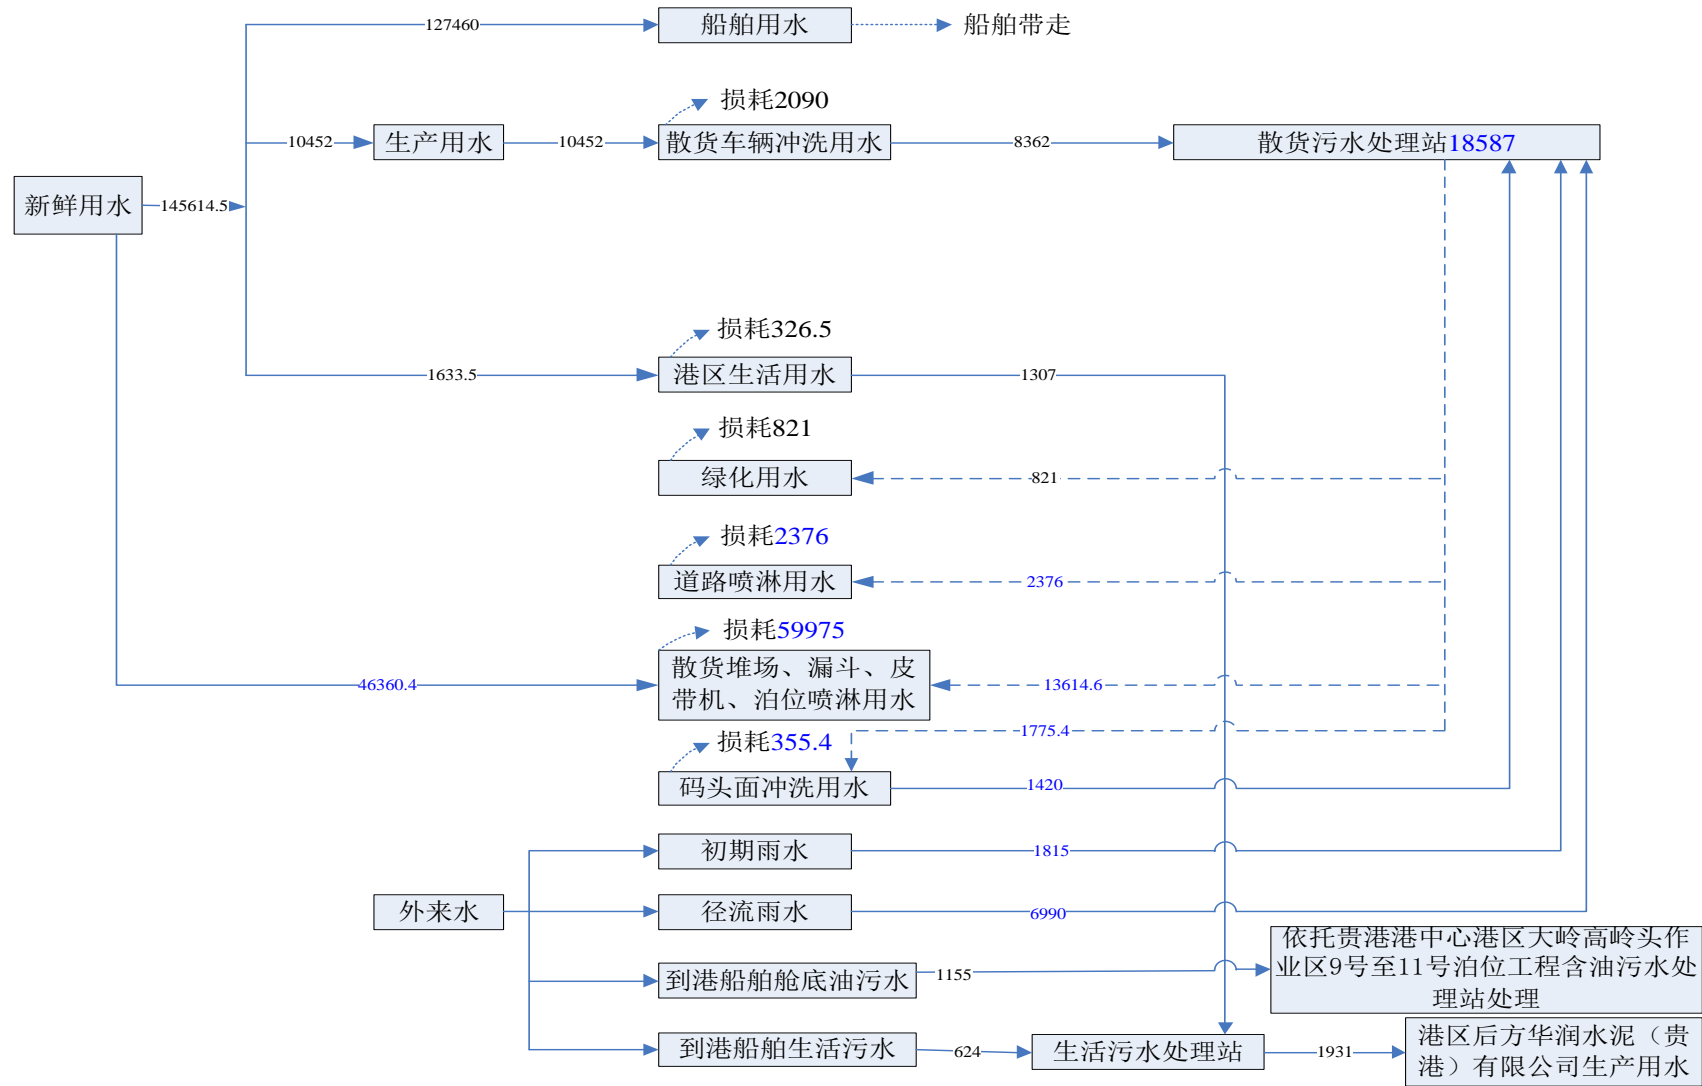 127460
船舶用水
船舶带走
损耗2090
10452
生产用水
10452
散货车辆冲洗用水
8362
散货污水处理站18587
新鲜用水
145614.5
损耗326.5
1633.5
港区生活用水
1307
损耗821
绿化用水
821
损耗2376
道路喷淋用水
2376
损耗59975
46360.4
散货堆场、漏斗、皮
带机、泊位喷淋用水
13614.6
1775.4
损耗355.4
码头面冲洗用水
1420
初期雨水
1815
外来水
径流雨水
6990
到港船舶舱底油污水
1155
依托贵港港中心港区大岭高岭头作
业区9号至11号泊位工程含油污水处
理站处理
到港船舶生活污水
624
生活污水处理站
1931
港区后方华润水泥（贵
港）有限公司生产用水